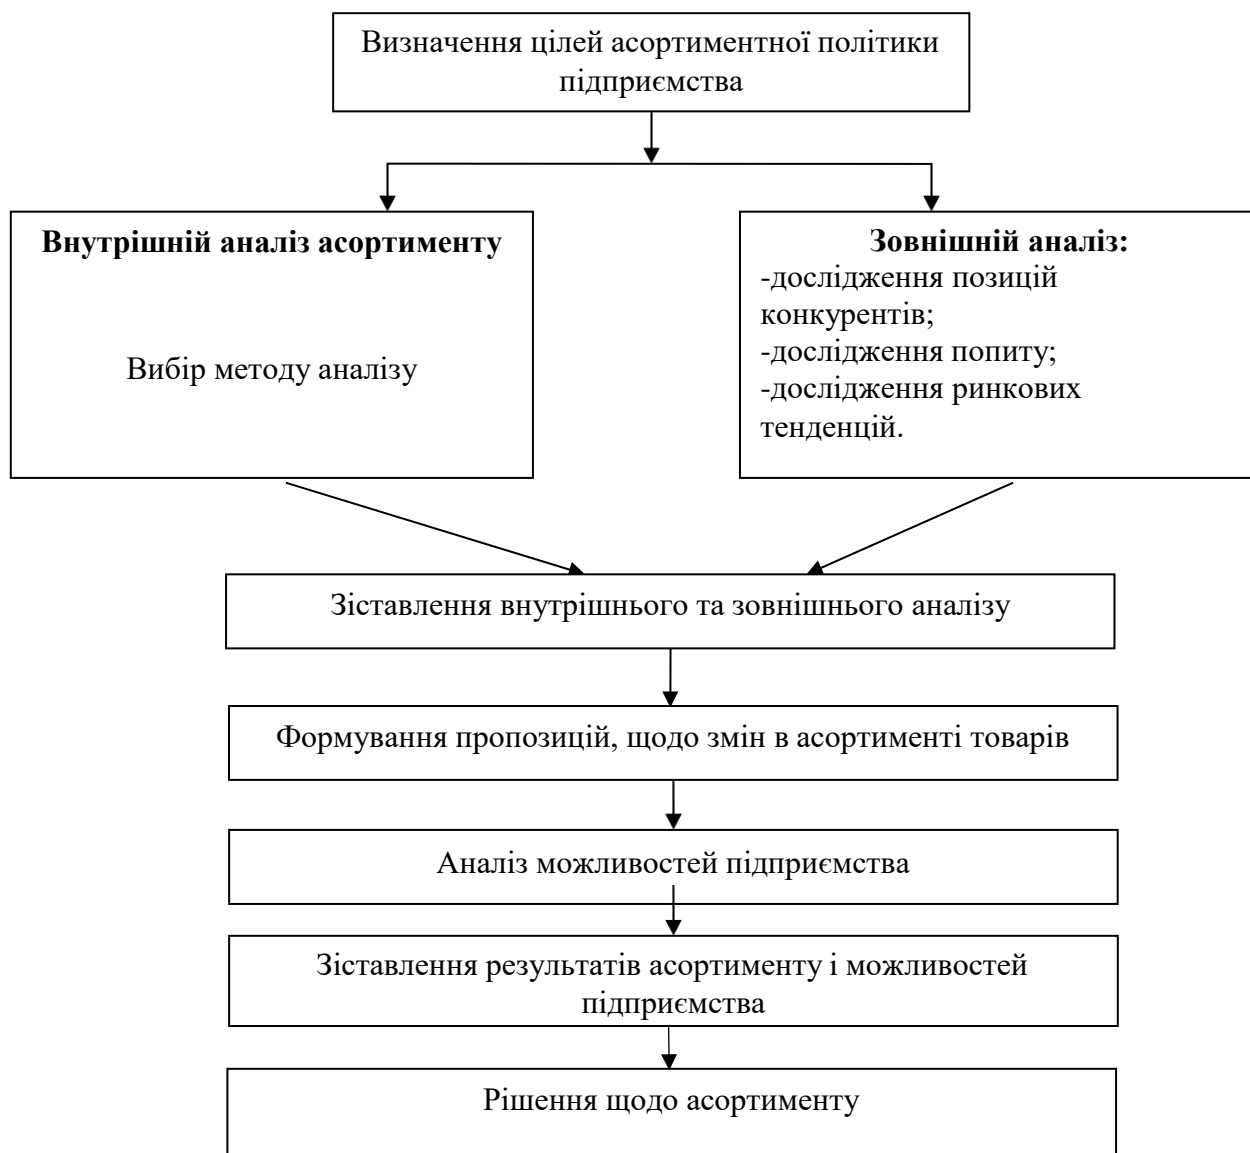 Визначення цілей асортиментної політики
підприємства
Внутрішній аналіз асортименту
Вибір методу аналізу
Зовнішній аналіз:
-дослідження позицій
конкурентів;
-дослідження попиту;
-дослідження ринкових
тенденцій.
Зіставлення внутрішнього та зовнішнього аналізу
Формування пропозицій, щодо змін в асортименті товарів
Аналіз можливостей підприємства
Зіставлення результатів асортименту і можливостей
підприємства
Рішення щодо асортименту